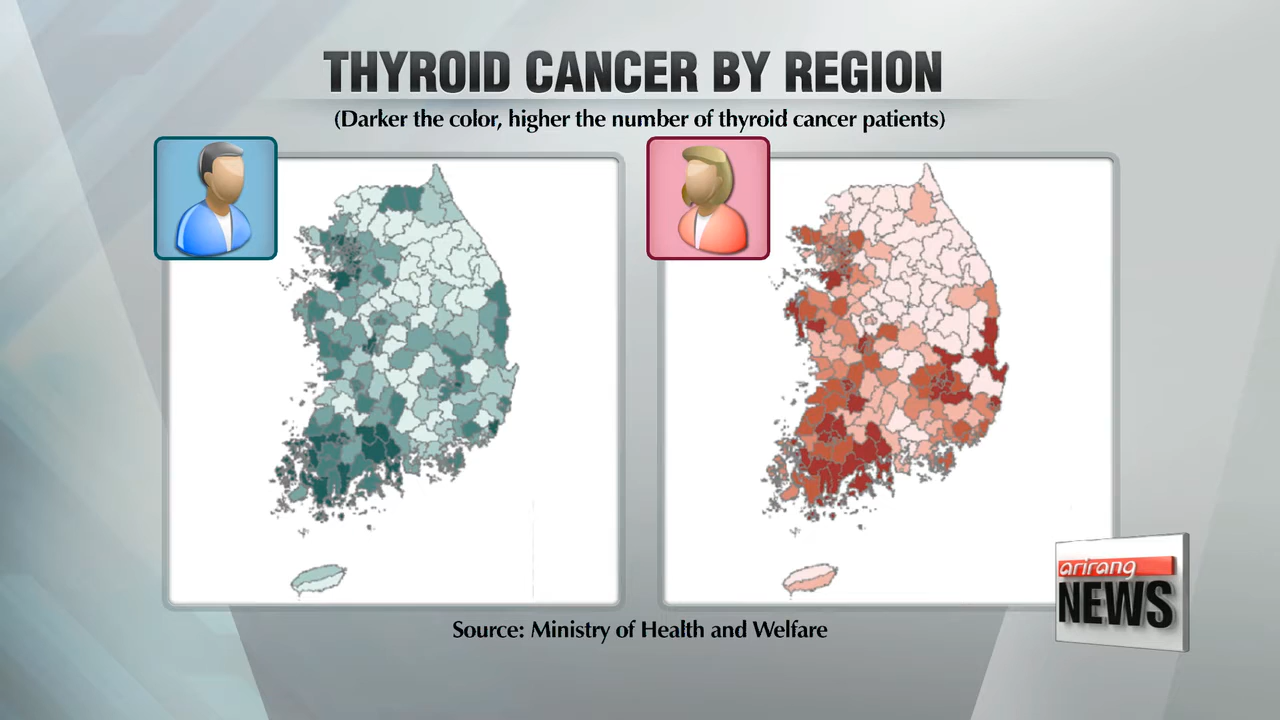 THYROID CANCER BY REGION
(Darker the color, higher the number of thyroid cancer patients)
Source: Ministry of Health and Welfare
arirang
NEWS